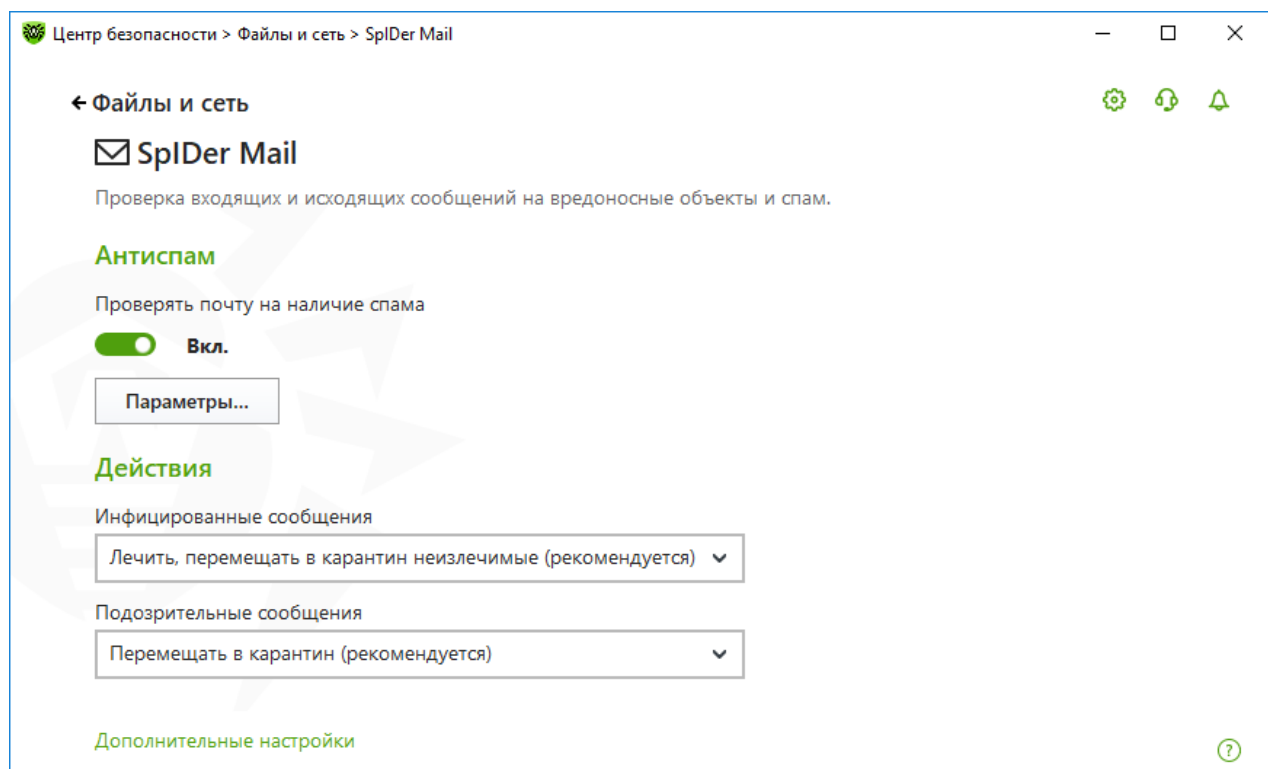 Центр безопасности > Файлы и сеть > SpIDer Mail
Файлы и сеть
SpIDer Mail
Проверка входящих и исходящих сообщений на вредоносные объекты и спам.
Антиспам
Проверять почту на наличие спама
Вкл.
Параметры...
Действия
Инфицированные сообщения
Лечить, перемещать в карантин неизлечимые (рекомендуется)
Подозрительные сообщения
Перемещать в карантин (рекомендуется)
Дополнительные настройки
?